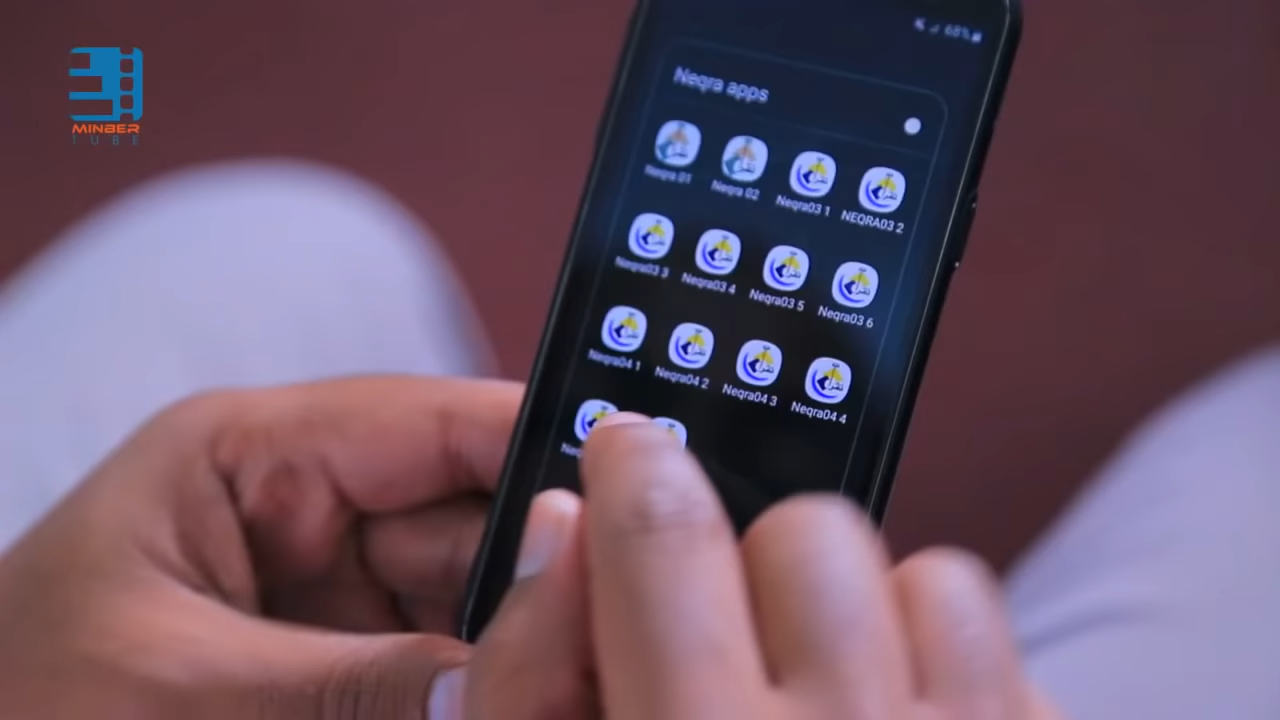 MINBER
TUBE
68%
Neqra apps
Neqra 01
Neqra 02
Neqra03 1
NEQRA03 2
Neqra03 3
Neqra03 4
Neqra03 5
Neqra03 6
Neqra04 1
Neqra04 2
Neqra04 3
Neqra04 4